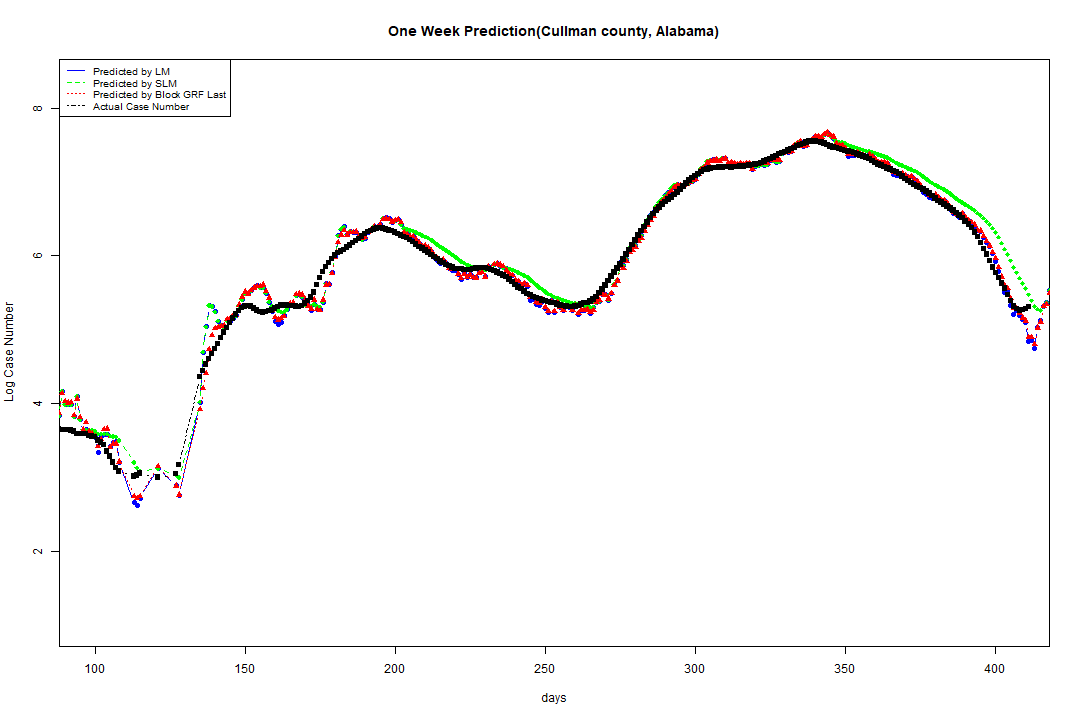 One Week Prediction(Cullman county, Alabama)
Predicted by LM
Predicted by SLM
Predicted by Block GRF Last
Actual Case Number
8
6
4
2
Log Case Number
100 150 200 250 300 350 400
days